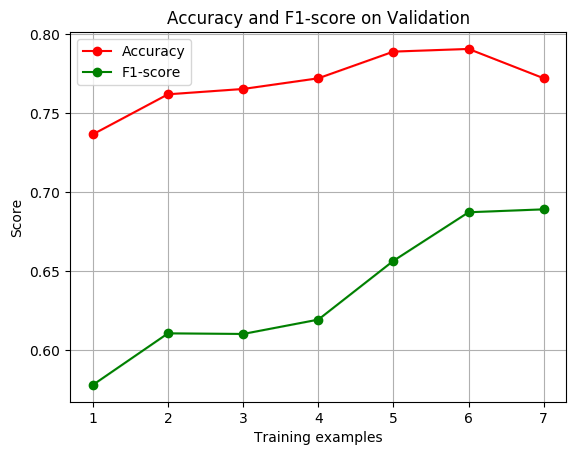 Accuracy and F1-score on Validation
Accuracy
F1-score
0.80
0.75
0.70
0.65
0.60
Score
1 2 3 4 5 6 7
Training examples